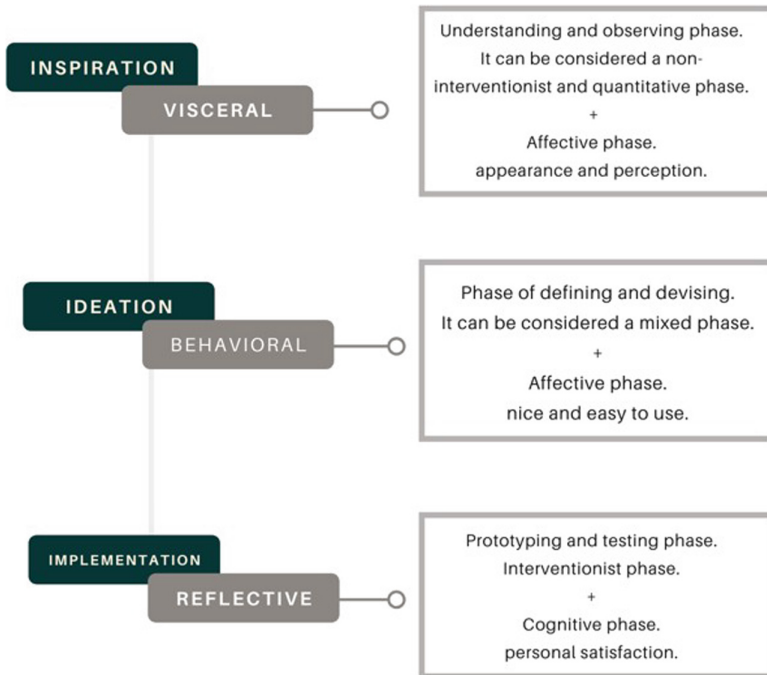 INSPIRATION
VISCERAL
Understanding and observing phase.
It can be considered a non-
interventionist and quantitative phase.
+
Affective phase.
appearance and perception.
IDEATION
BEHAVIORAL
Phase of defining and devising.
It can be considered a mixed phase.
+
Affective phase.
nice and easy to use.
IMPLEMENTATION
REFLECTIVE
Prototyping and testing phase.
Interventionist phase.
+
Cognitive phase.
personal satisfaction.